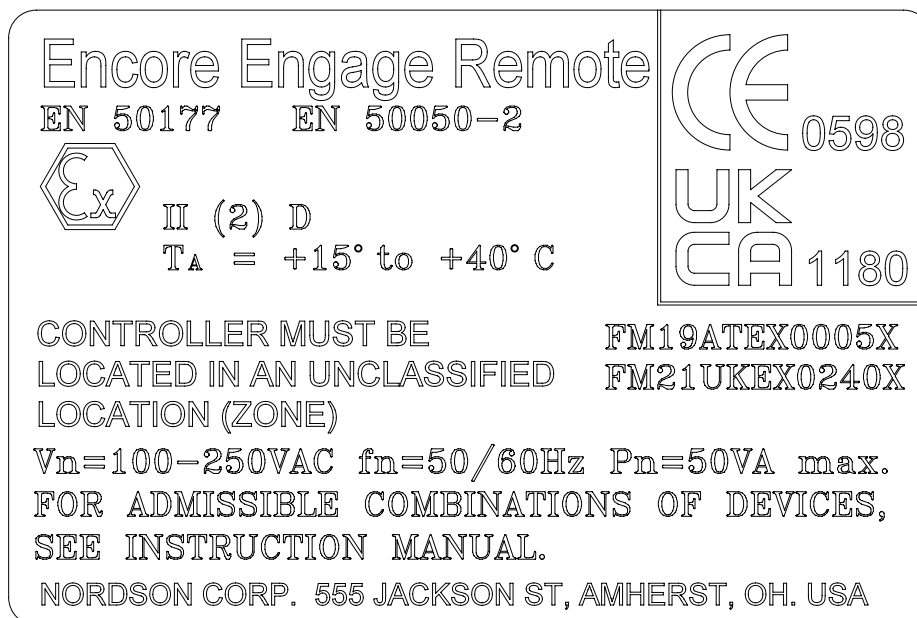 Encore Engage Remote
EN 50177 EN 50050-2
CE 0598
Ex
II (2) D
UK
CA 1180
TA = +15° to +40° C
CONTROLLER MUST BE
LOCATED IN AN UNCLASSIFIED
LOCATION (ZONE)
FM19ATEX0005X
FM21UKEX0240X
Vn=100-250VAC fn=50/60Hz Pn=50VA max.
FOR ADMISSIBLE COMBINATIONS OF DEVICES,
SEE INSTRUCTION MANUAL.
NORDSON CORP. 555 JACKSON ST, AMHERST, OH. USA